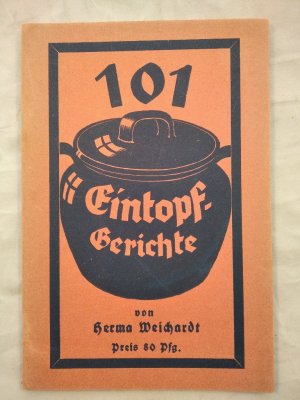 101
Eintopf-
Gerichte
von
Herma Weichardt
Preis 80 Pfg.